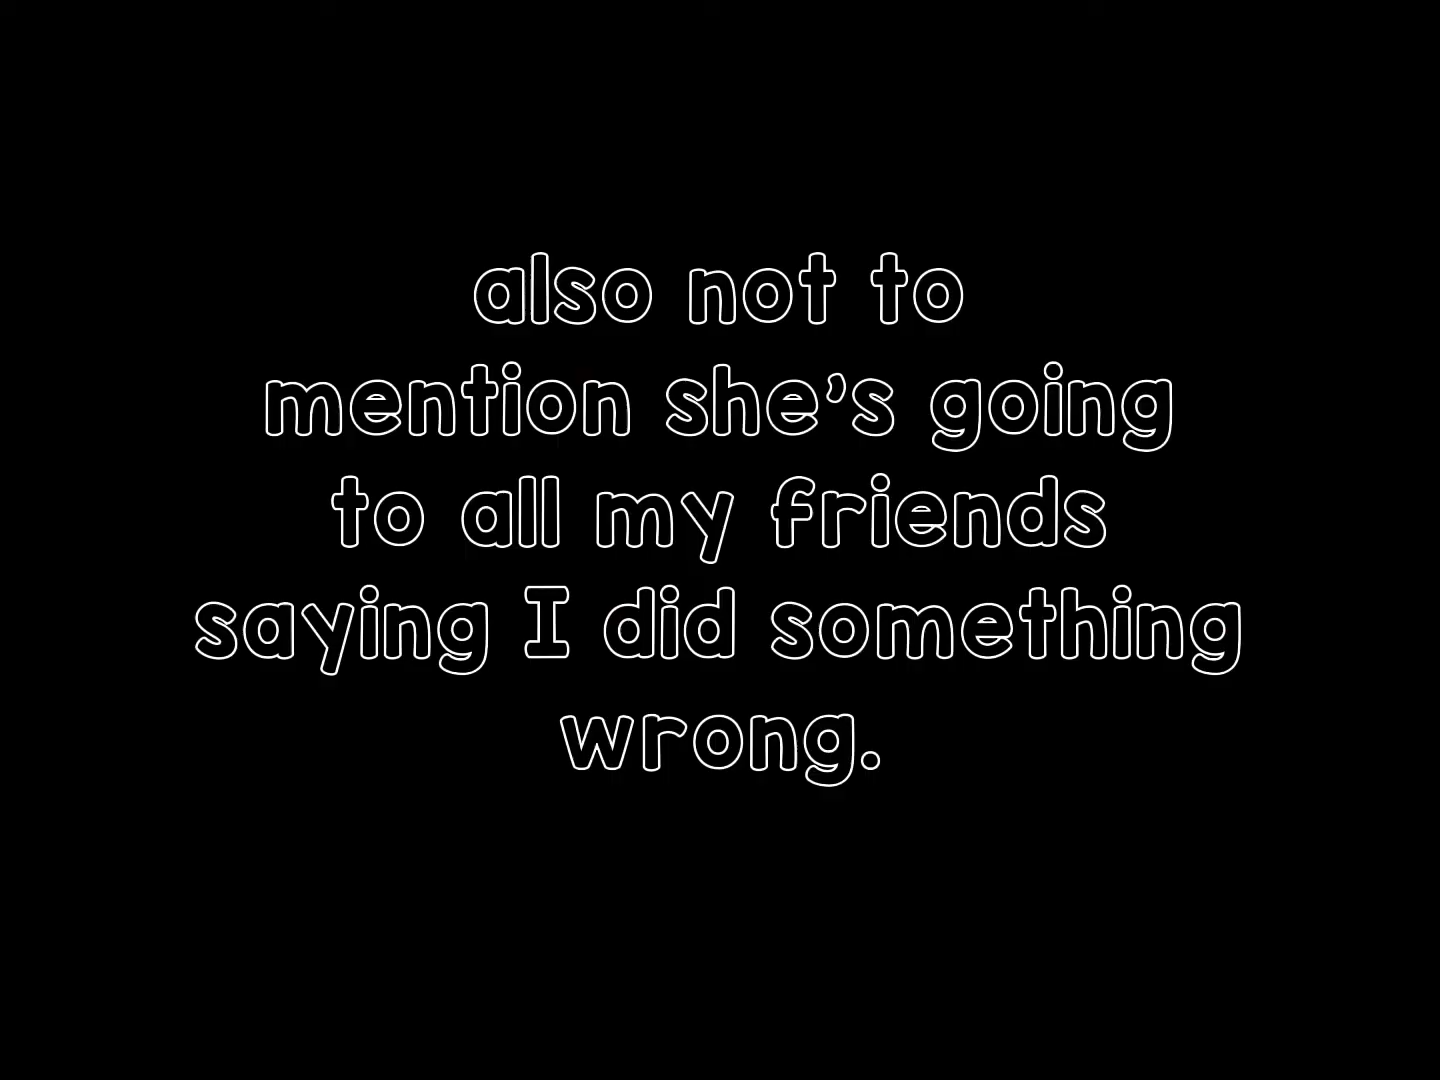 also not to
mention she's going
to all my friends
saying I did something
wrong.